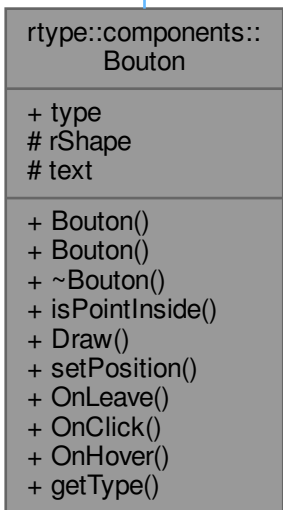 rtype::components::
Bouton
+ type
# rShape
# text
+ Bouton()
+ Bouton()
+ ~Bouton()
+ isPointInside()
+ Draw()
+ setPosition()
+ OnLeave()
+ OnClick()
+ OnHover()
+ getType()